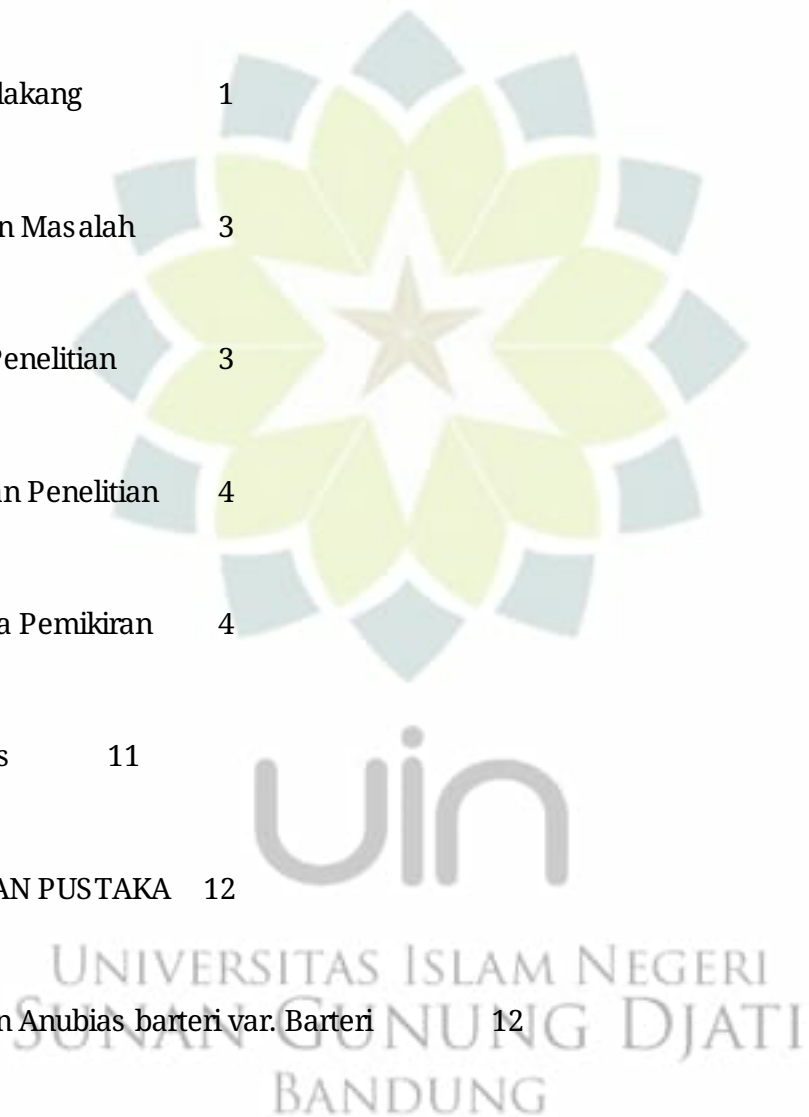 lakang 1
n Masalah 3
Penelitian 3
an Penelitian 4
a Pemikiran 4
s 11
AN PUSTAKA 12
uin
UNIVERSITAS ISLAM NEGERI
n Anubias barteri var. Barteri 12
SUNAN GUNUNG DJATI
BANDUNG